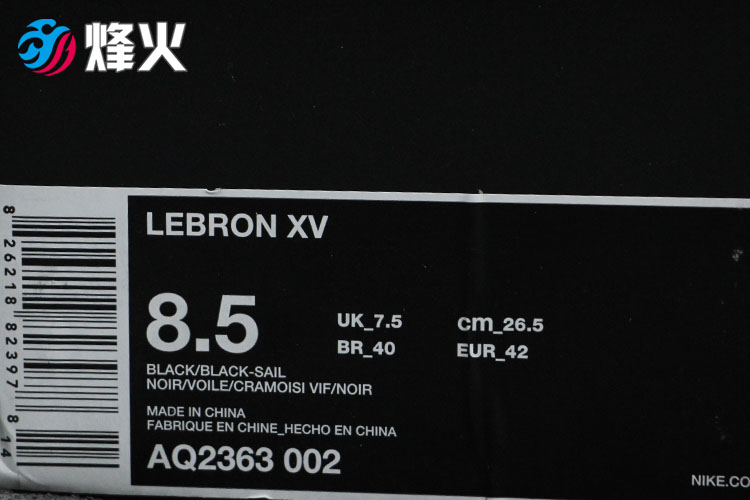 烽火
LEBRON XV
8.5
UK_7.5
cm_26.5
BR_40
EUR_42
BLACK/BLACK-SAIL
NOIR/VOILE/CRAMOISI VIF/NOIR
MADE IN CHINA
FABRIQUE EN CHINE_HECHO EN CHINA
AQ2363 002
NIKE.CO
8 26218 82397 8 14